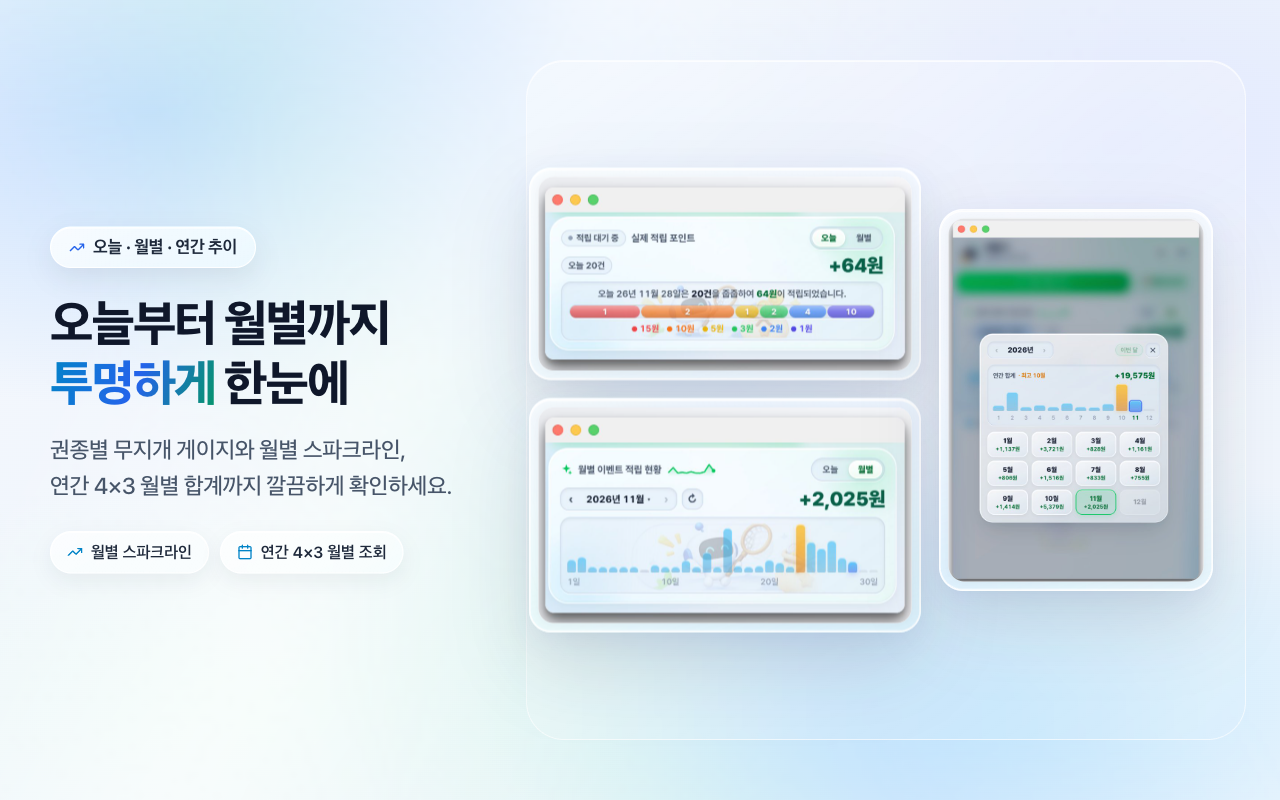 오늘 · 월별 · 연간 추이
오늘부터 월별까지
투명하게 한눈에
권종별 무지개 게이지와 월별 스파크라인,
연간 4×3 월별 합계까지 깔끔하게 확인하세요.
월별 스파크라인
연간 4×3 월별 조회
적립 대기 중 실제 적립 포인트 오늘 월별
오늘 20건 +64원
오늘 26년 11월 28일은 20건을 줍줍하여 64원이 적립되었습니다.
1 2 1 2 4 10
15원 10원 5원 3원 2원 1원
월별 이벤트 적립 현황 오늘 월별
2026년 11월 +2,025원
1일 10일 20일 30일
2026년 이번 달
연간 합계 · 최고 10월 +19,575원
1 2 3 4 5 6 7 8 9 10 11 12
1월 2월 3월 4월
+1,137원 +3,721원 +828원 +1,161원
5월 6월 7월 8월
+806원 +1,516원 +833원 +755원
9월 10월 11월 12월
+1,414원 +5,379원 +2,025원